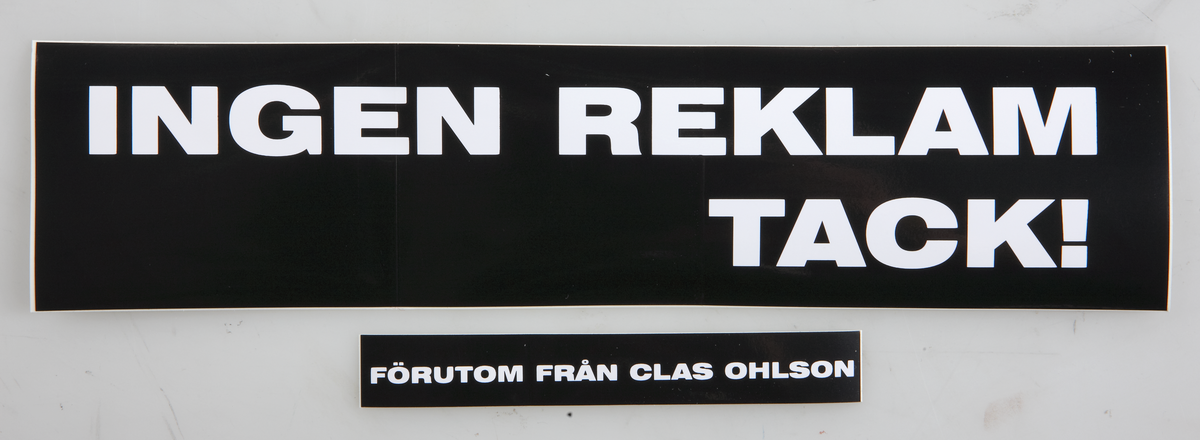 INGEN REKLAM
TACK!
FÖRUTOM FRÅN CLAS OHLSON